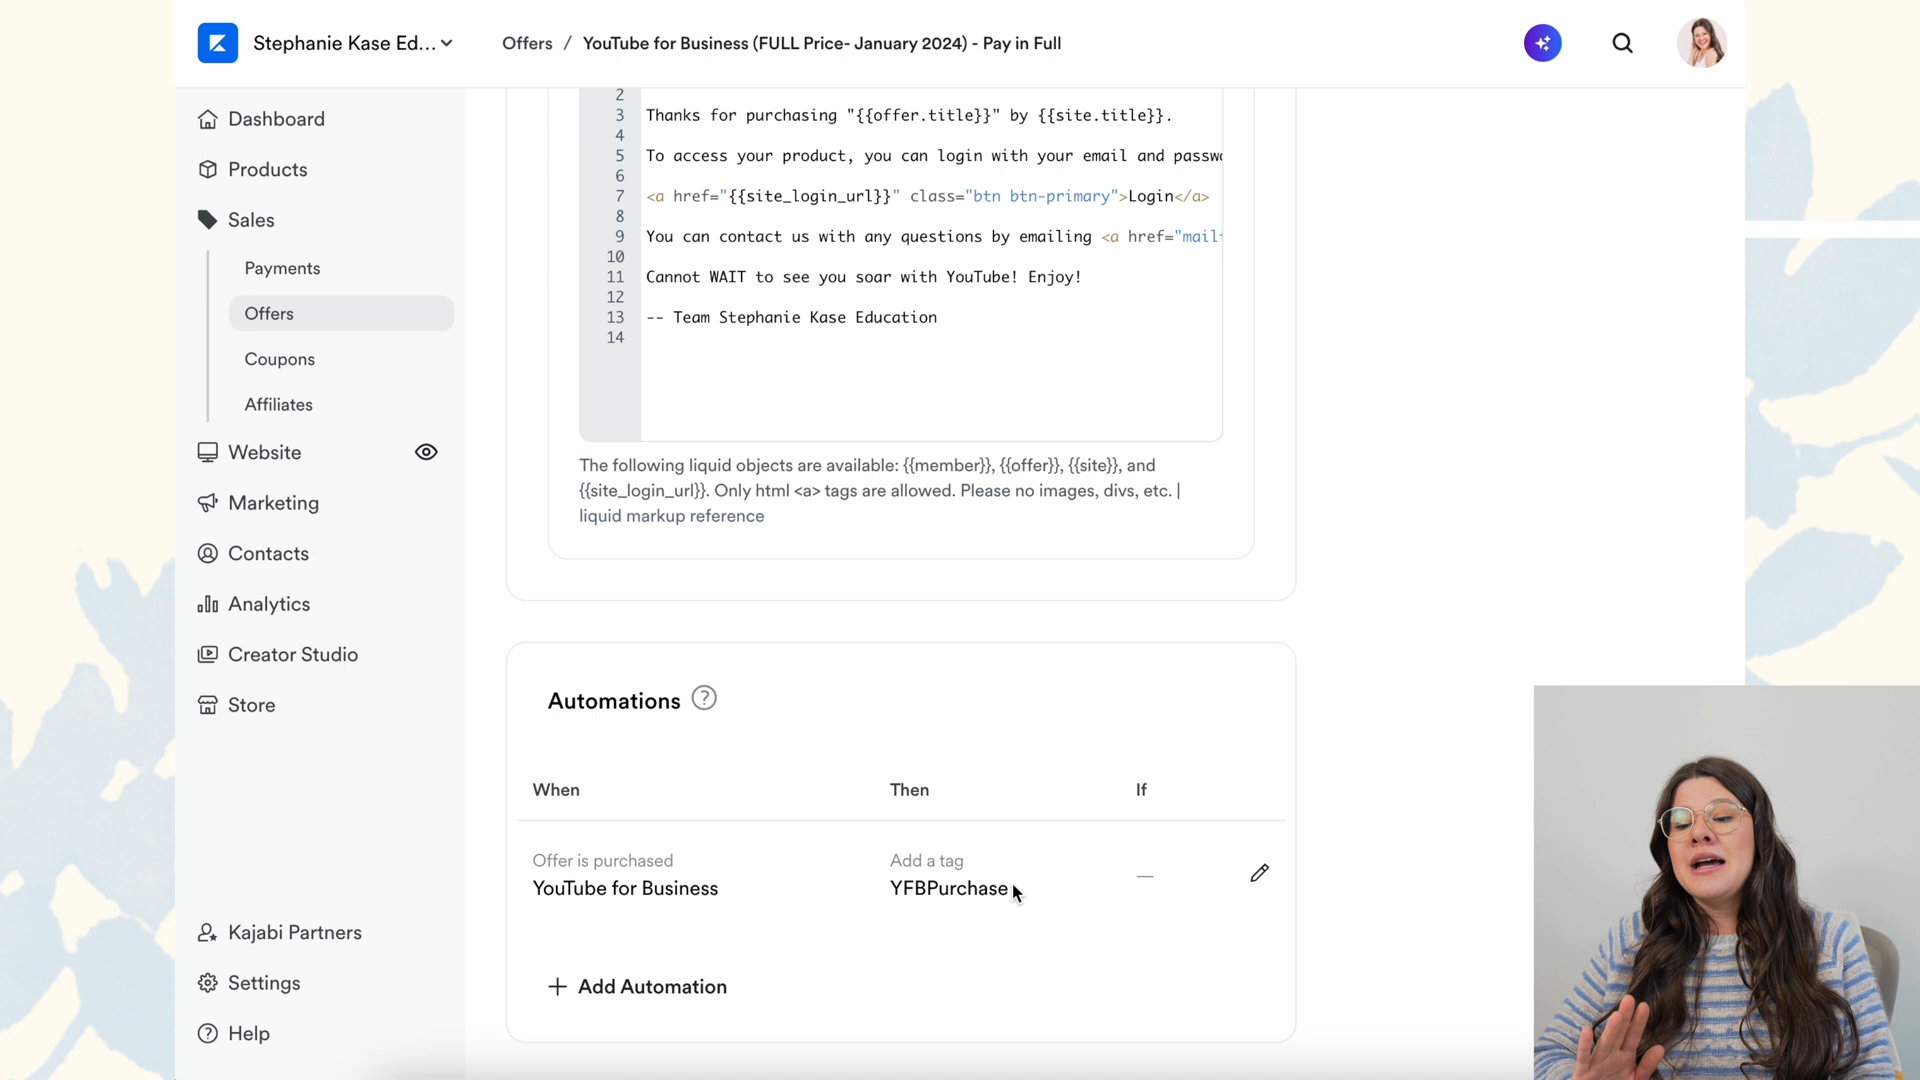 Stephanie Kase Ed...
Offers / YouTube for Business (FULL Price- January 2024) - Pay in Full
Dashboard
Products
Sales
Payments
Offers
Coupons
Affiliates
Website
Marketing
Contacts
Analytics
Creator Studio
Store
Kajabi Partners
Settings
Help
2
3 Thanks for purchasing "{{offer.title}}" by {{site.title}}.
4
5 To access your product, you can login with your email and passw
6
7 <a href="{{site_login_url}}" class="btn btn-primary">Login</a>
8
9 You can contact us with any questions by emailing <a href="mail
10
11 Cannot WAIT to see you soar with YouTube! Enjoy!
12
13 -- Team Stephanie Kase Education
14
The following liquid objects are available: {{member}}, {{offer}}, {{site}}, and
{{site_login_url}}. Only html <a> tags are allowed. Please no images, divs, etc. |
liquid markup reference
Automations ?
When Then If
Offer is purchased Add a tag
YouTube for Business YFBPurchase —
+ Add Automation